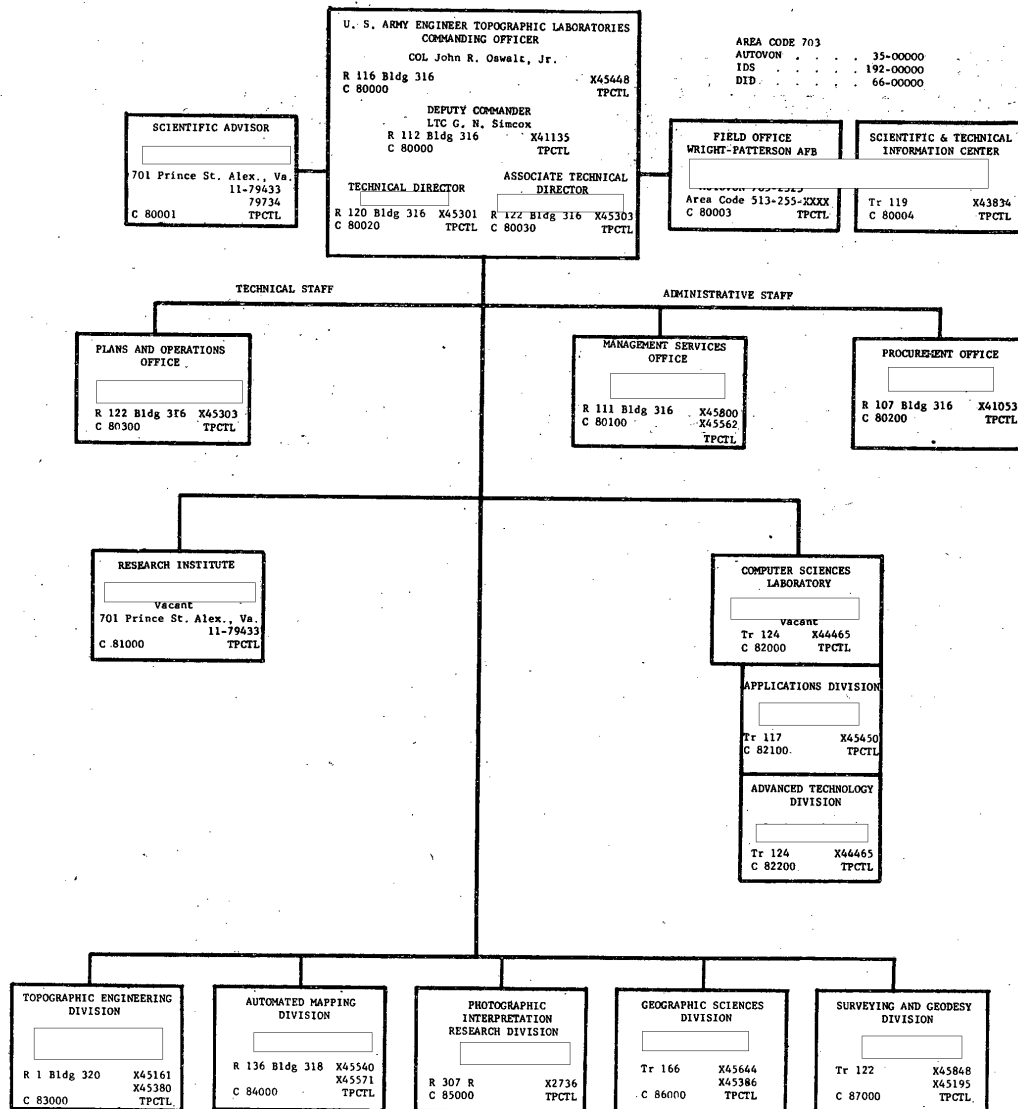 U. S. ARMY ENGINEER TOPOGRAPHIC LABORATORIES
COMMANDING OFFICER
COL John R. Oswalt, Jr.
R 116 Bldg 316 X45448
C 80000 TPCTL
DEPUTY COMMANDER
LTC G. N. Simcox
R 112 Bldg 316 X41135
C 80000 TPCTL
TECHNICAL DIRECTOR
R 120 Bldg 316 X45301
C 80020 TPCTL
ASSOCIATE TECHNICAL
DIRECTOR
R 122 Bldg 316 X45303
C 80030 TPCTL
AREA CODE 703
AUTOVON . . . . 35-00000
IDS . . . . 192-00000
DID . . . . 66-00000
SCIENTIFIC ADVISOR
701 Prince St. Alex., Va.
11-79433
79734
C 80001 TPCTL
FIELD OFFICE
WRIGHT-PATTERSON AFB
Area Code 513-255-XXXX
C 80003 TPCTL
SCIENTIFIC & TECHNICAL
INFORMATION CENTER
Tr 119 X43834
C 80004 TPCTL
TECHNICAL STAFF
ADMINISTRATIVE STAFF
PLANS AND OPERATIONS
OFFICE
R 122 Bldg 316 X45303
C 80300 TPCTL
MANAGEMENT SERVICES
OFFICE
R 111 Bldg 316 X45800
C 80100 X45562
TPCTL
PROCUREMENT OFFICE
R 107 Bldg 316 X41053
C 80200 TPCTL
RESEARCH INSTITUTE
Vacant
701 Prince St. Alex., Va.
11-79433
C 81000 TPCTL
COMPUTER SCIENCES
LABORATORY
Vacant
Tr 124 X44465
C 82000 TPCTL
APPLICATIONS DIVISION
Tr 117 X45450
C 82100 TPCTL
ADVANCED TECHNOLOGY
DIVISION
Tr 124 X44465
C 82200 TPCTL
TOPOGRAPHIC ENGINEERING
DIVISION
R 1 Bldg 320 X45161
X45380
C 83000 TPCTL
AUTOMATED MAPPING
DIVISION
R 136 Bldg 318 X45540
X45571
C 84000 TPCTL
PHOTOGRAPHIC
INTERPRETATION
RESEARCH DIVISION
R 307 R X2736
C 85000 TPCTL
GEOGRAPHIC SCIENCES
DIVISION
Tr 166 X45644
X45386
C 86000 TPCTL
SURVEYING AND GEODESY
DIVISION
Tr 122 X45848
X45195
C 87000 TPCTL